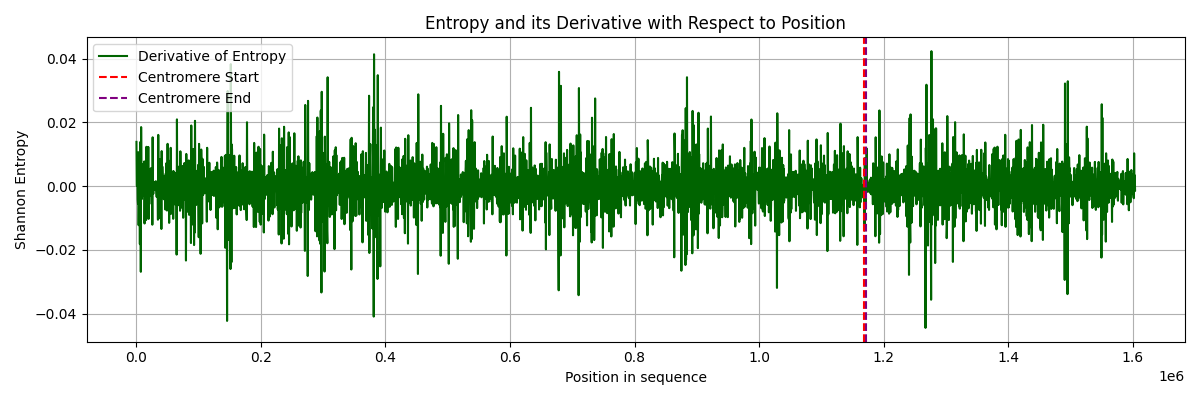 Entropy and its Derivative with Respect to Position
Derivative of Entropy
Centromere Start
Centromere End
Shannon Entropy
0.04
0.02
0.00
−0.02
−0.04
0.0 0.2 0.4 0.6 0.8 1.0 1.2 1.4 1.6
1e6
Position in sequence